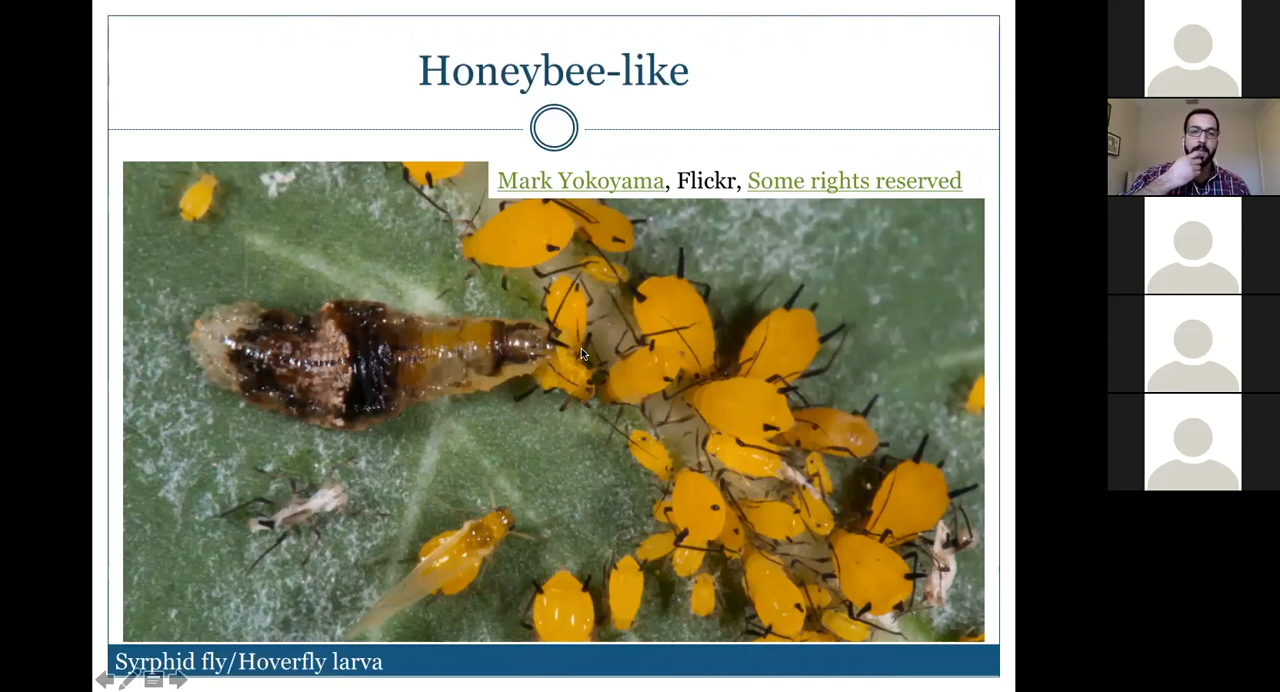 Honeybee-like
Mark Yokoyama, Flickr, Some rights reserved
Syrphid fly/Hoverfly larva